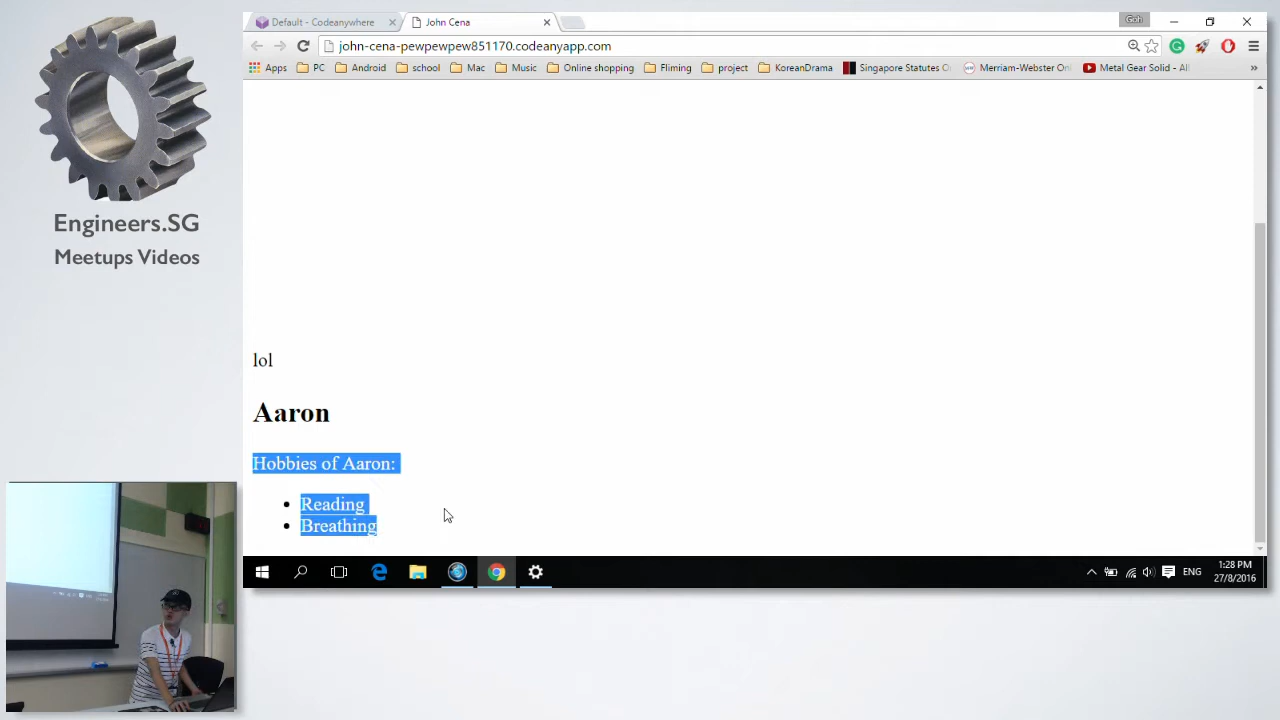 Engineers.SG
Meetups Videos
Default - Codeanywhere
John Cena
Goh
john-cena-pewpewpew851170.codeanyapp.com
Apps PC Android school Mac Music Online shopping Fliming project KoreanDrama Singapore Statutes Merriam-Webster Metal Gear Solid - Al
lol
Aaron
Hobbies of Aaron:
Reading
Breathing
ENG
1:28 PM
27/8/2016